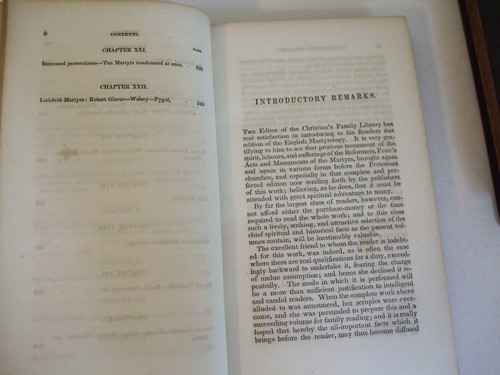 8 CONTENTS.
CHAPTER XXI.
PAGE.
Increased persecutions—Ten Martyrs condemned at once,
CHAPTER XXII.
Lichfield Martyrs: Robert Glover—Wolsey—Pygot,
INTRODUCTORY REMARKS.
THE Editor of the Christian's Family Library has
real satisfaction in introducing to his Readers this
edition of the English Martyrology. It is very gra-
tifying to him to see that precious monument of the
spirit, labours, and sufferings of the Reformers, FOXE'S
Acts and Monuments of the Martyrs, brought again
and again in various forms before the Protestant
churches, and especially in that complete and per-
fected edition now sending forth by the publishers
of this work; believing, as he does, that it must be
attended with great spiritual advantage to many.
By far the largest class of readers, however, can-
not afford either the purchase-money or the time
required to read the whole work; and to this class
such a lively, striking, and attractive selection of the
chief spiritual and historical facts as the present vol-
umes contain, will be inestimably valuable.
The excellent friend to whom the reader is indebt-
ed for this work, was indeed, as is often the case
where there are real qualifications for a duty, exceed-
ingly backward to undertake it, fearing the charge
of undue assumption; and hence she declined it re-
peatedly. The mode in which it is performed will
be a more than sufficient justification to intelligent
and candid readers. When the complete work above
alluded to was announced, her scruples were over-
come, and she was persuaded to prepare this and a
succeeding volume for family reading; and it is really
hoped that hereby the all-important facts which it
brings before the reader, may thus become diffused